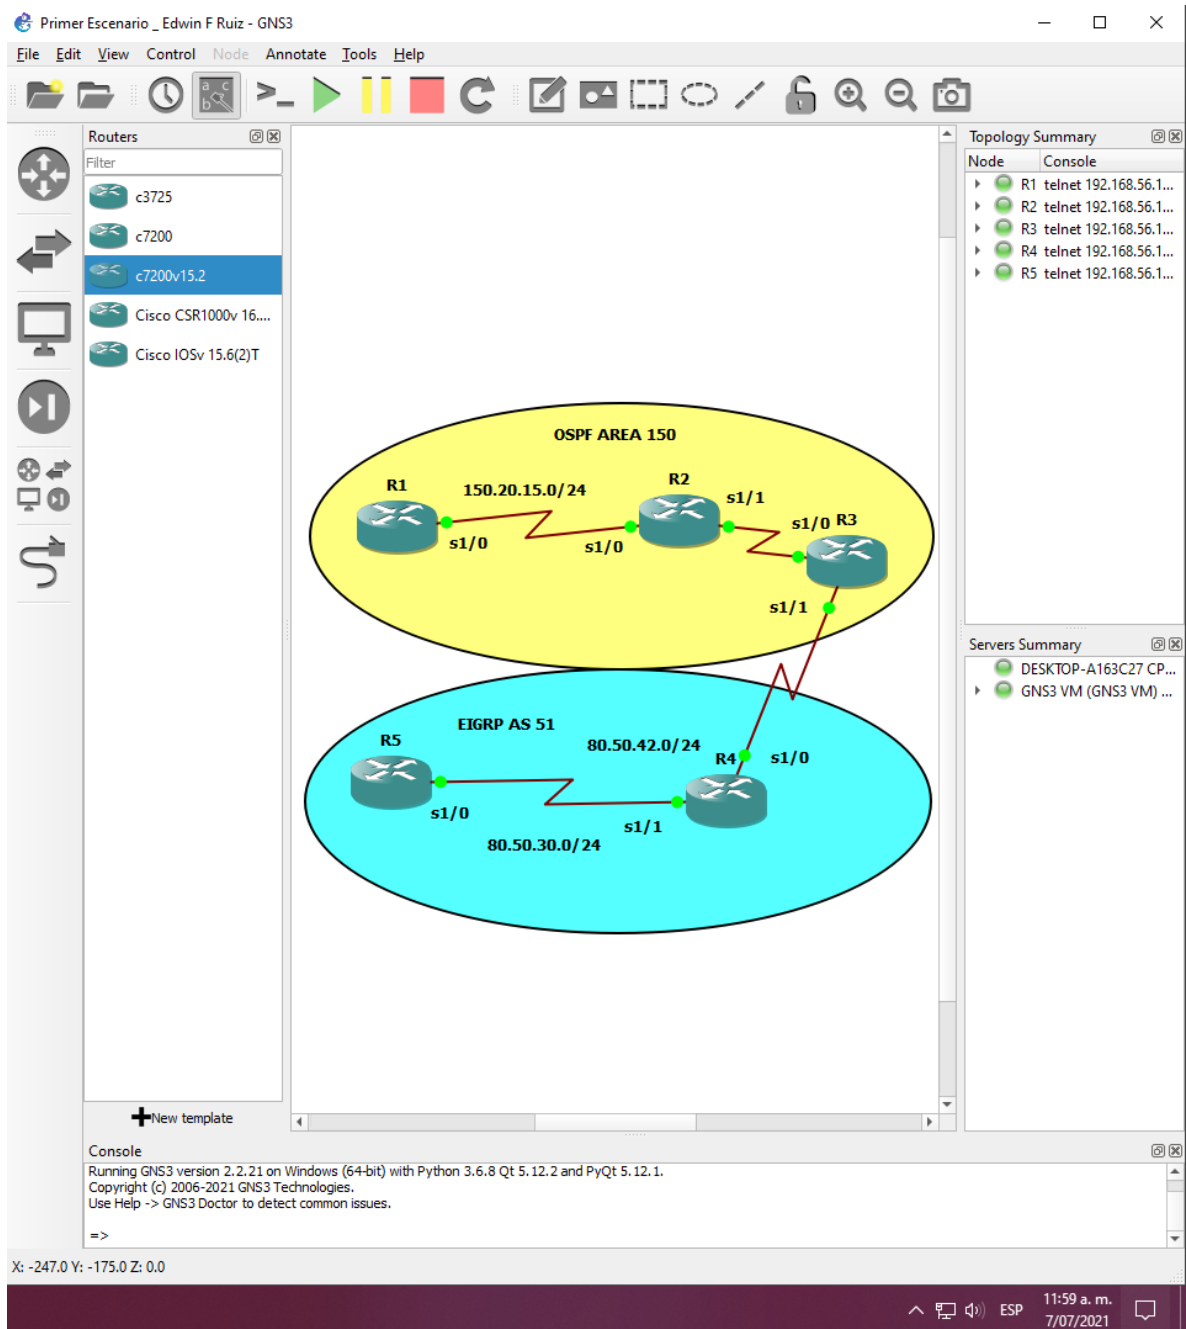 Primer Escenario _ Edwin F Ruiz - GNS3
File Edit View Control Node Annotate Tools Help
a c
b
Routers
Filter
c3725
c7200
c7200v15.2
Cisco CSR1000v 16....
Cisco IOSv 15.6(2)T
New template
OSPF AREA 150
R1
150.20.15.0/24
R2
s1/1
s1/0 R3
s1/0
s1/0
s1/1
EIGRP AS 51
R5
80.50.42.0/24
R4
s1/0
s1/0
s1/1
80.50.30.0/24
Topology Summary
Node Console
R1 telnet 192.168.56.1...
R2 telnet 192.168.56.1...
R3 telnet 192.168.56.1...
R4 telnet 192.168.56.1...
R5 telnet 192.168.56.1...
Servers Summary
DESKTOP-A163C27 CP...
GNS3 VM (GNS3 VM) ...
Console
Running GNS3 version 2.2.21 on Windows (64-bit) with Python 3.6.8 Qt 5.12.2 and PyQt 5.12.1.
Copyright (c) 2006-2021 GNS3 Technologies.
Use Help -> GNS3 Doctor to detect common issues.
=>
X: -247.0 Y: -175.0 Z: 0.0
ESP
11:59 a. m.
7/07/2021